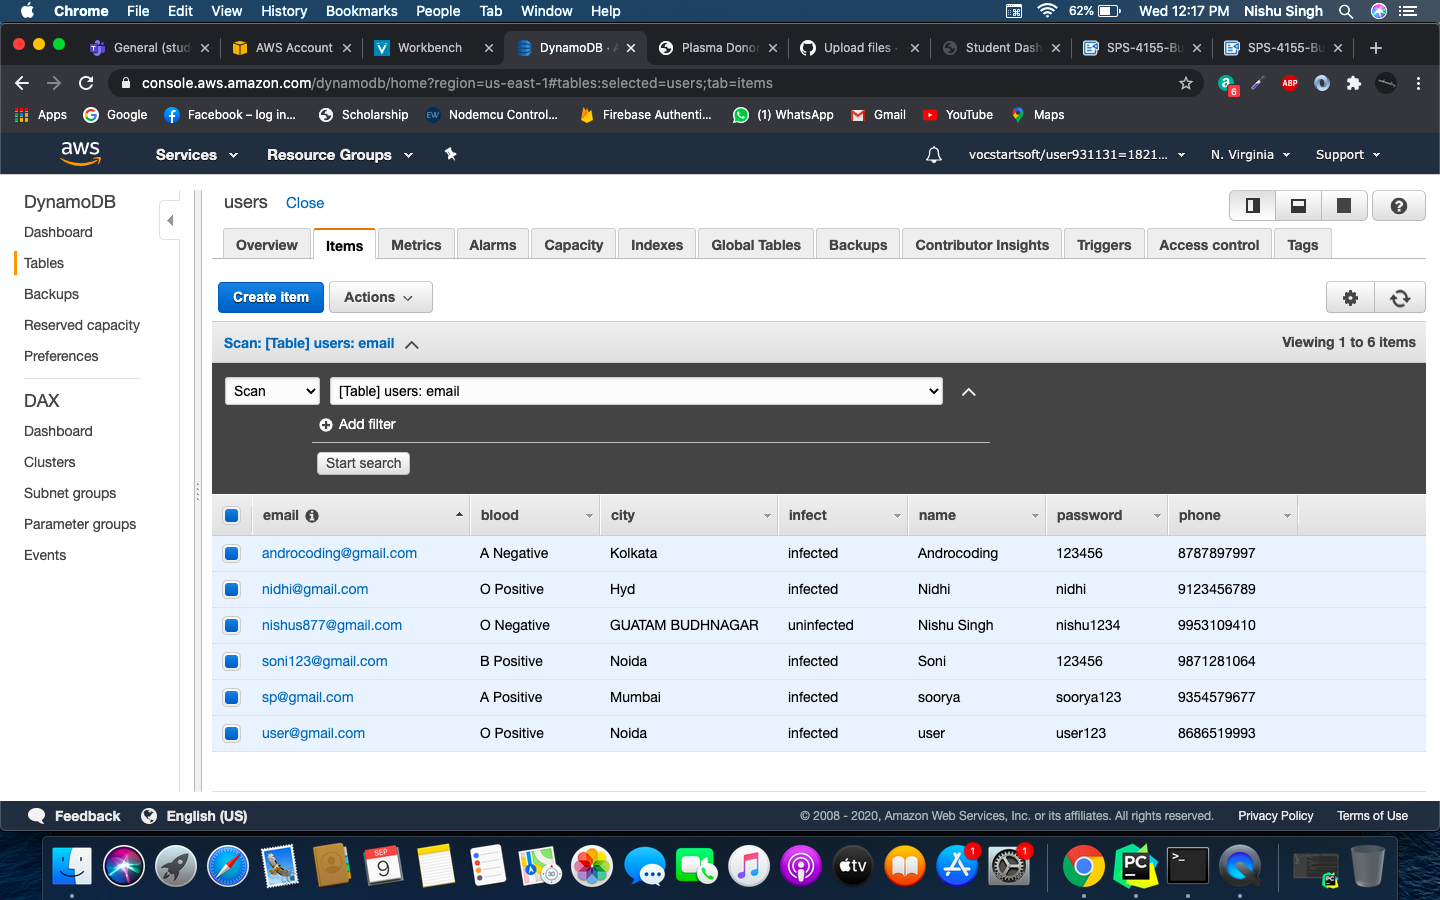 Chrome File Edit View History Bookmarks People Tab Window Help 62% Wed 12:17 PM Nishu Singh
General (stud AWS Account Workbench DynamoDB · A Plasma Donor Upload files · Student Dash SPS-4155-Bu SPS-4155-Bu
console.aws.amazon.com/dynamodb/home?region=us-east-1#tables:selected=users;tab=items
6 ABP
Apps Google Facebook – log in... Scholarship EW Nodemcu Control... Firebase Authenti... (1) WhatsApp Gmail YouTube Maps
aws Services Resource Groups vocstartsoft/user931131=1821... N. Virginia Support
DynamoDB
Dashboard
Tables
Backups
Reserved capacity
Preferences
DAX
Dashboard
Clusters
Subnet groups
Parameter groups
Events
users Close
Overview Items Metrics Alarms Capacity Indexes Global Tables Backups Contributor Insights Triggers Access control Tags
Create item Actions
Scan: [Table] users: email Viewing 1 to 6 items
Scan [Table] users: email
Add filter
Start search
email blood city infect name password phone
androcoding@gmail.com A Negative Kolkata infected Androcoding 123456 8787897997
nidhi@gmail.com O Positive Hyd infected Nidhi nidhi 9123456789
nishus877@gmail.com O Negative GUATAM BUDHNAGAR uninfected Nishu Singh nishu1234 9953109410
soni123@gmail.com B Positive Noida infected Soni 123456 9871281064
sp@gmail.com A Positive Mumbai infected soorya soorya123 9354579677
user@gmail.com O Positive Noida infected user user123 8686519993
Feedback English (US) © 2008 - 2020, Amazon Web Services, Inc. or its affiliates. All rights reserved. Privacy Policy Terms of Use
SEP
9
3D
tv
1
1
PC
PC